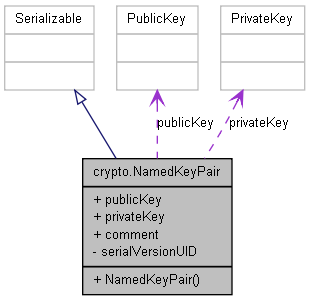 Serializable
PublicKey
PrivateKey
publicKey
privateKey
crypto.NamedKeyPair
+ publicKey
+ privateKey
+ comment
- serialVersionUID
+ NamedKeyPair()